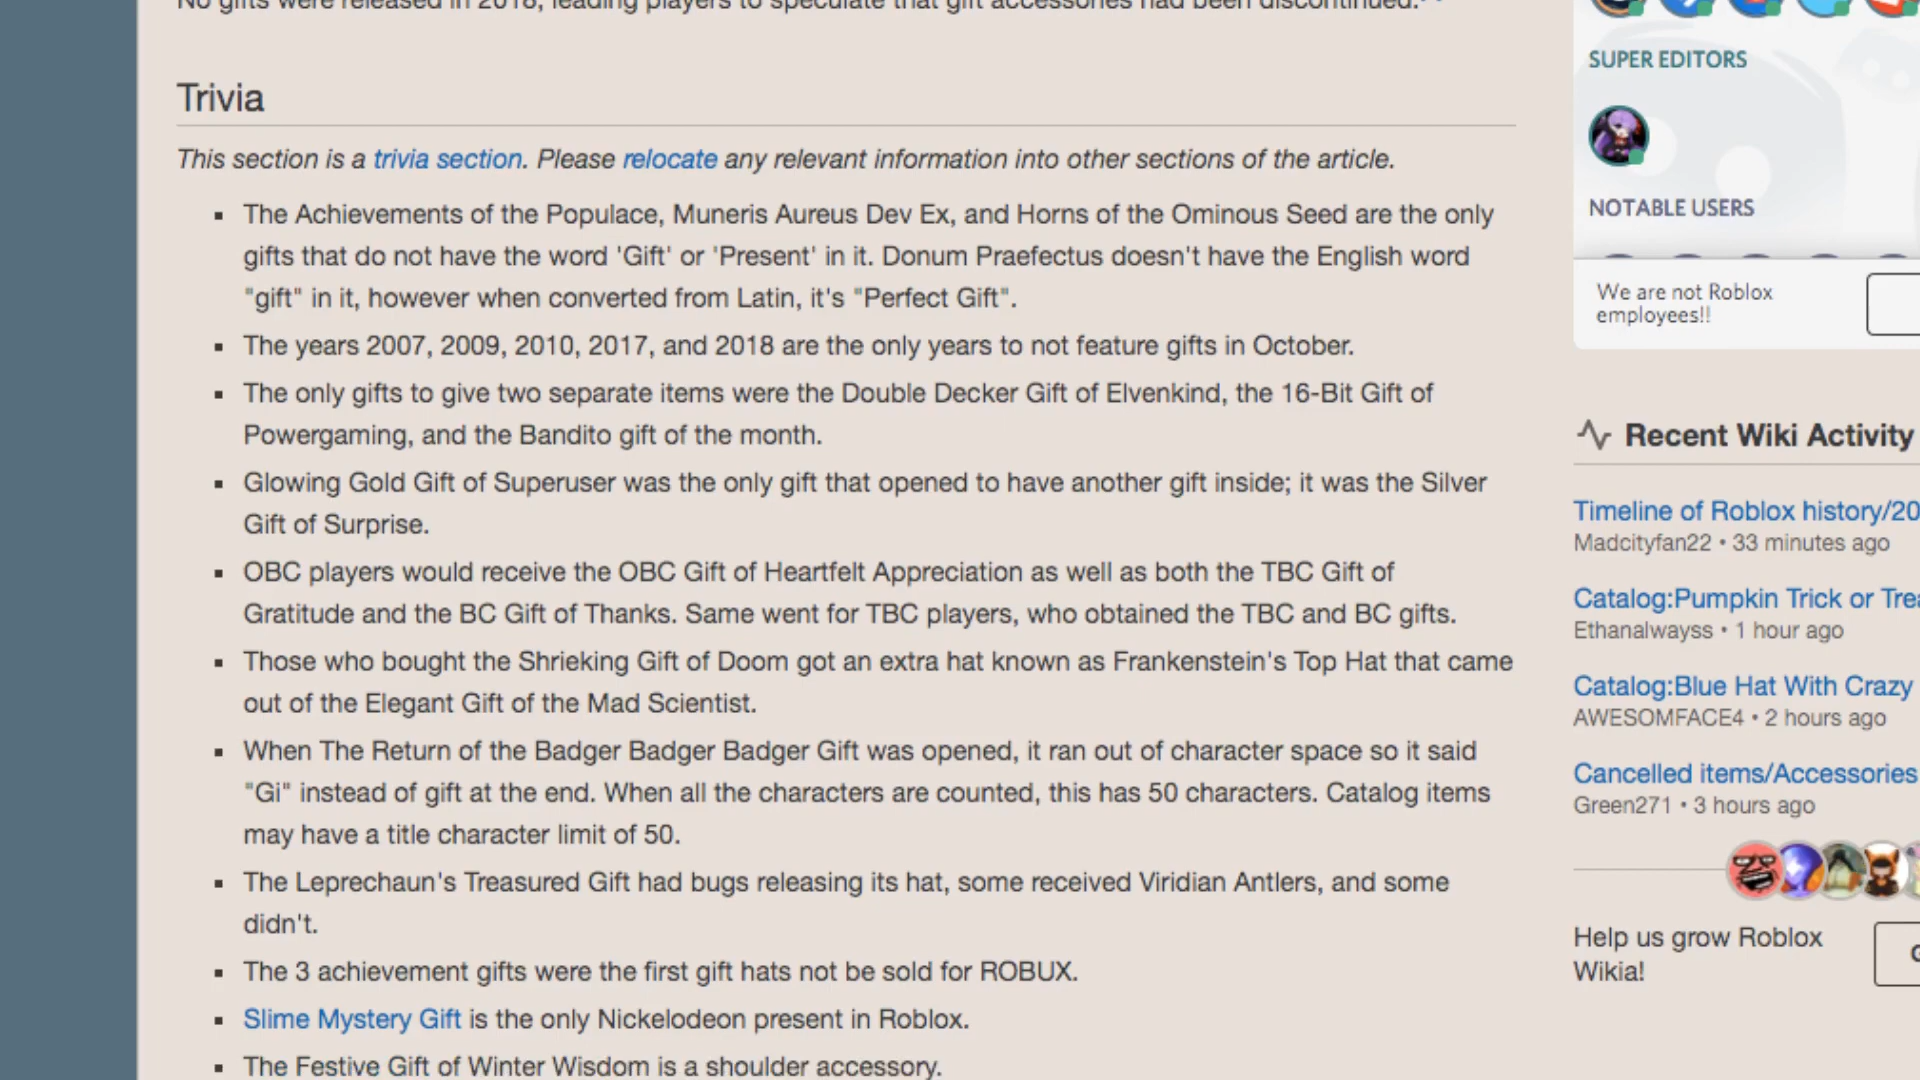 No gifts were released in 2018, leading players to speculate that gift accessories had been discontinued.
Trivia
This section is a trivia section. Please relocate any relevant information into other sections of the article.
▪ The Achievements of the Populace, Muneris Aureus Dev Ex, and Horns of the Ominous Seed are the only
gifts that do not have the word 'Gift' or 'Present' in it. Donum Praefectus doesn't have the English word
"gift" in it, however when converted from Latin, it's "Perfect Gift".
▪ The years 2007, 2009, 2010, 2017, and 2018 are the only years to not feature gifts in October.
▪ The only gifts to give two separate items were the Double Decker Gift of Elvenkind, the 16-Bit Gift of
Powergaming, and the Bandito gift of the month.
▪ Glowing Gold Gift of Superuser was the only gift that opened to have another gift inside; it was the Silver
Gift of Surprise.
▪ OBC players would receive the OBC Gift of Heartfelt Appreciation as well as both the TBC Gift of
Gratitude and the BC Gift of Thanks. Same went for TBC players, who obtained the TBC and BC gifts.
▪ Those who bought the Shrieking Gift of Doom got an extra hat known as Frankenstein's Top Hat that came
out of the Elegant Gift of the Mad Scientist.
▪ When The Return of the Badger Badger Badger Gift was opened, it ran out of character space so it said
"Gi" instead of gift at the end. When all the characters are counted, this has 50 characters. Catalog items
may have a title character limit of 50.
▪ The Leprechaun's Treasured Gift had bugs releasing its hat, some received Viridian Antlers, and some
didn't.
▪ The 3 achievement gifts were the first gift hats not be sold for ROBUX.
▪ Slime Mystery Gift is the only Nickelodeon present in Roblox.
▪ The Festive Gift of Winter Wisdom is a shoulder accessory.
SUPER EDITORS
NOTABLE USERS
We are not Roblox
employees!!
Recent Wiki Activity
Timeline of Roblox history/20
Madcityfan22 • 33 minutes ago
Catalog:Pumpkin Trick or Trea
Ethanalwayss • 1 hour ago
Catalog:Blue Hat With Crazy
AWESOMFACE4 • 2 hours ago
Cancelled items/Accessories
Green271 • 3 hours ago
Help us grow Roblox
Wikia!